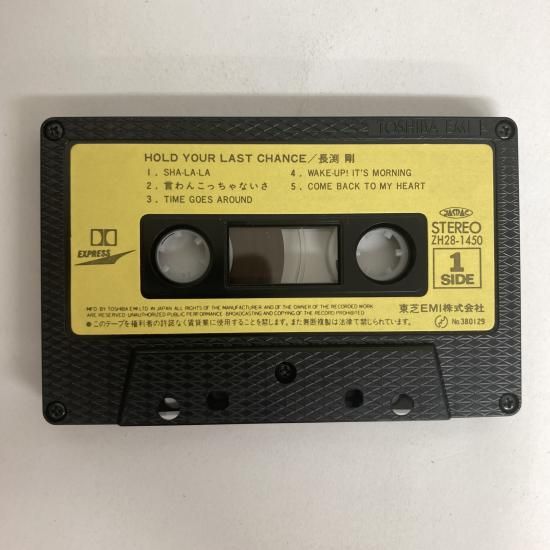 TOSHIBA EMI L
HOLD YOUR LAST CHANCE/長渕 剛
1. SHA-LA-LA
2. 言わんこっちゃないさ
3. TIME GOES AROUND
4. WAKE-UP! IT'S MORNING
5. COME BACK TO MY HEART
EXPRESS
JASRAC
STEREO
ZH28-1450
1
SIDE
MFD BY TOSHIBA EMI LTD IN JAPAN. ALL RIGHTS OF THE MANUFACTURER AND OF THE OWNER OF THE RECORDED WORK
ARE RESERVED UNAUTHORIZED PUBLIC PERFORMANCE BROADCASTING AND COPYING OF THE RECORD PROHIBITED
●このテープを権利者の許諾なく賃貸業に使用することを禁じます。また無断複製は法律で禁じられています。
東芝EMI株式会社
No.380129